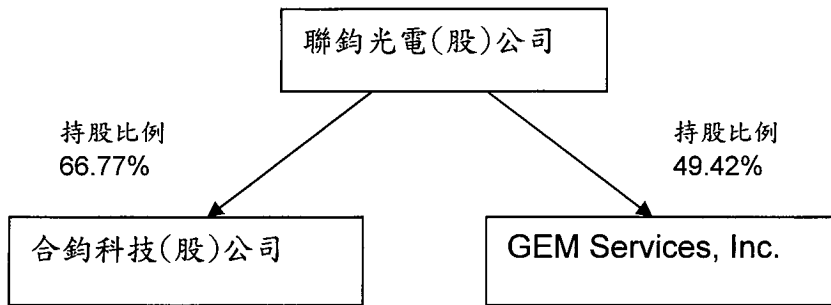 聯鈞光電(股)公司
持股比例
66.77%
持股比例
49.42%
合鈞科技(股)公司
GEM Services, Inc.